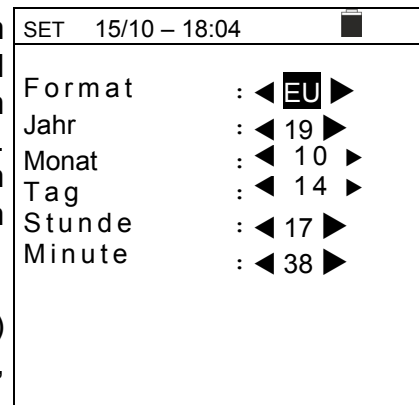 SET 15/10 – 18:04
Format : ◀ EU ▶
Jahr : ◀ 19 ▶
Monat : ◀ 10 ▶
Tag : ◀ 14 ▶
Stunde : ◀ 17 ▶
Minute : ◀ 38 ▶